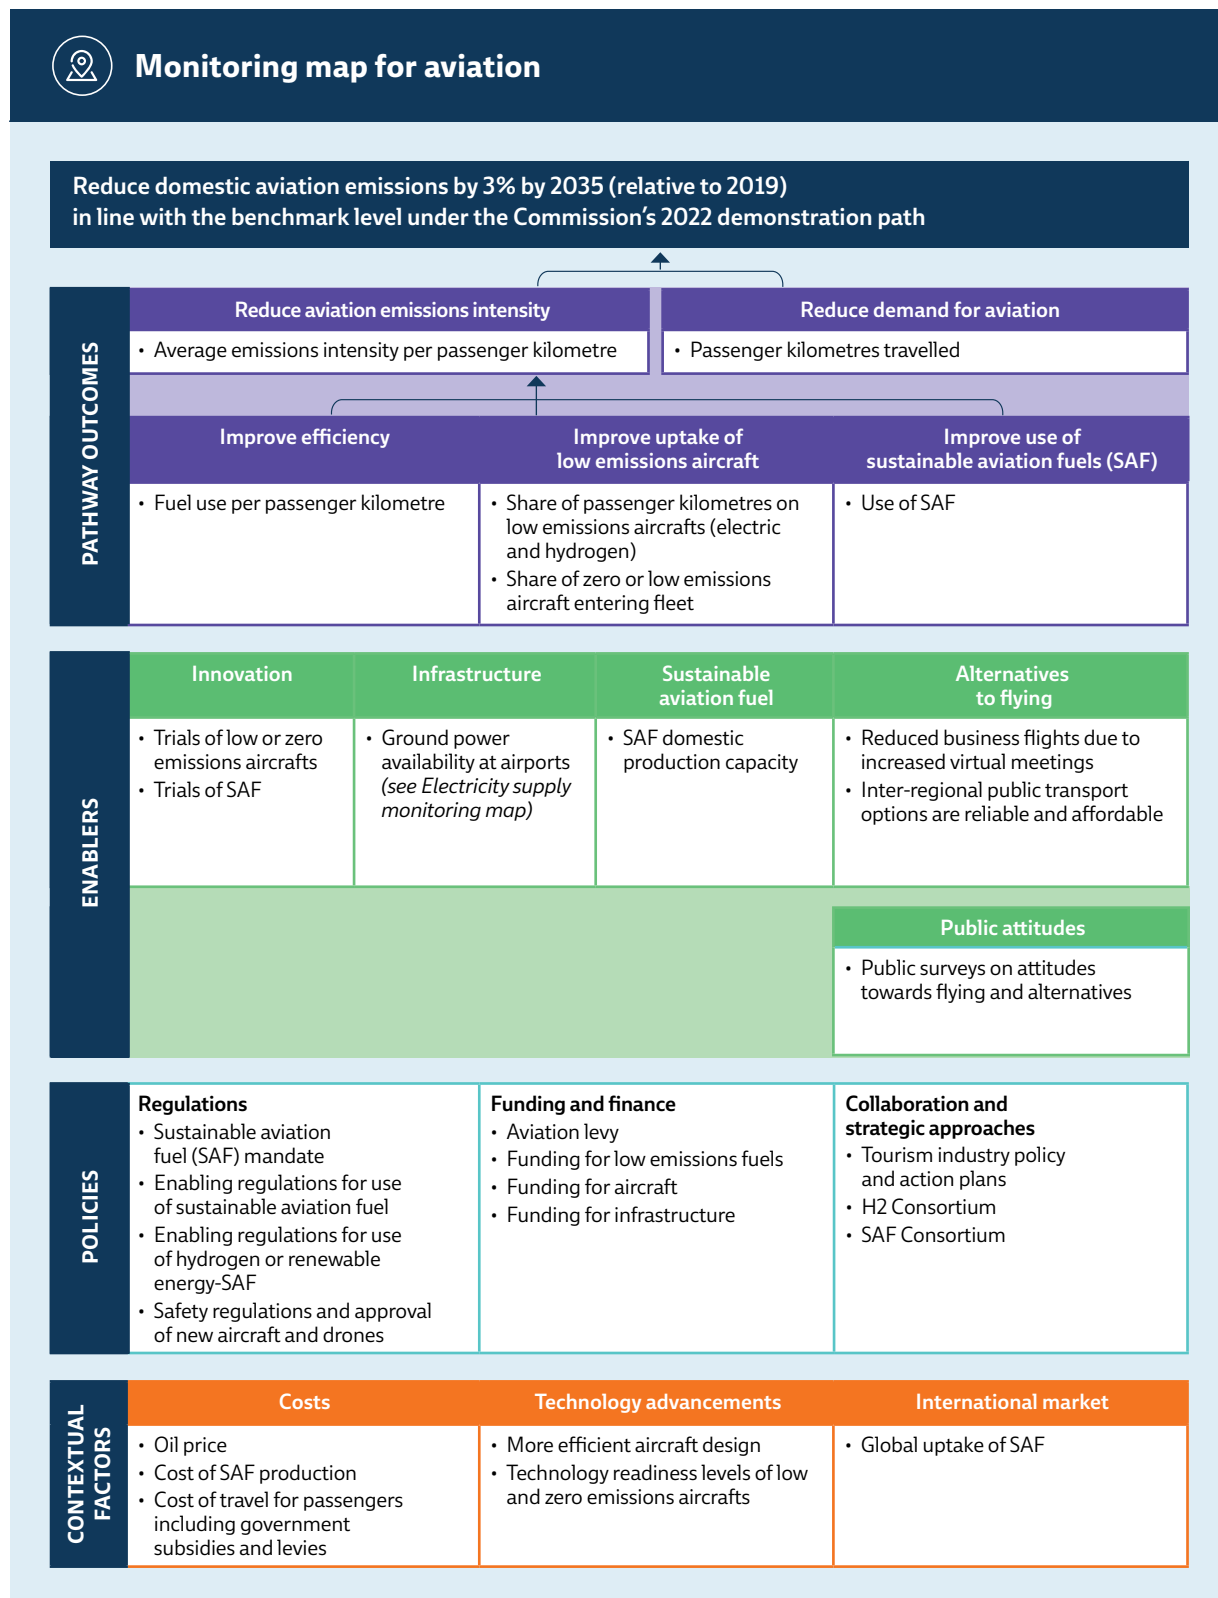 Monitoring map for aviation
Reduce domestic aviation emissions by 3% by 2035 (relative to 2019)
in line with the benchmark level under the Commission's 2022 demonstration path
PATHWAY OUTCOMES
Reduce aviation emissions intensity
• Average emissions intensity per passenger kilometre
Reduce demand for aviation
• Passenger kilometres travelled
Improve efficiency
• Fuel use per passenger kilometre
Improve uptake of
low emissions aircraft
• Share of passenger kilometres on
low emissions aircrafts (electric
and hydrogen)
• Share of zero or low emissions
aircraft entering fleet
Improve use of
sustainable aviation fuels (SAF)
• Use of SAF
ENABLERS
Innovation
• Trials of low or zero
emissions aircrafts
• Trials of SAF
Infrastructure
• Ground power
availability at airports
(see Electricity supply
monitoring map)
Sustainable
aviation fuel
• SAF domestic
production capacity
Alternatives
to flying
• Reduced business flights due to
increased virtual meetings
• Inter-regional public transport
options are reliable and affordable
Public attitudes
• Public surveys on attitudes
towards flying and alternatives
POLICIES
Regulations
• Sustainable aviation
fuel (SAF) mandate
• Enabling regulations for use
of sustainable aviation fuel
• Enabling regulations for use
of hydrogen or renewable
energy-SAF
• Safety regulations and approval
of new aircraft and drones
Funding and finance
• Aviation levy
• Funding for low emissions fuels
• Funding for aircraft
• Funding for infrastructure
Collaboration and
strategic approaches
• Tourism industry policy
and action plans
• H2 Consortium
• SAF Consortium
CONTEXTUAL
FACTORS
Costs
• Oil price
• Cost of SAF production
• Cost of travel for passengers
including government
subsidies and levies
Technology advancements
• More efficient aircraft design
• Technology readiness levels of low
and zero emissions aircrafts
International market
• Global uptake of SAF